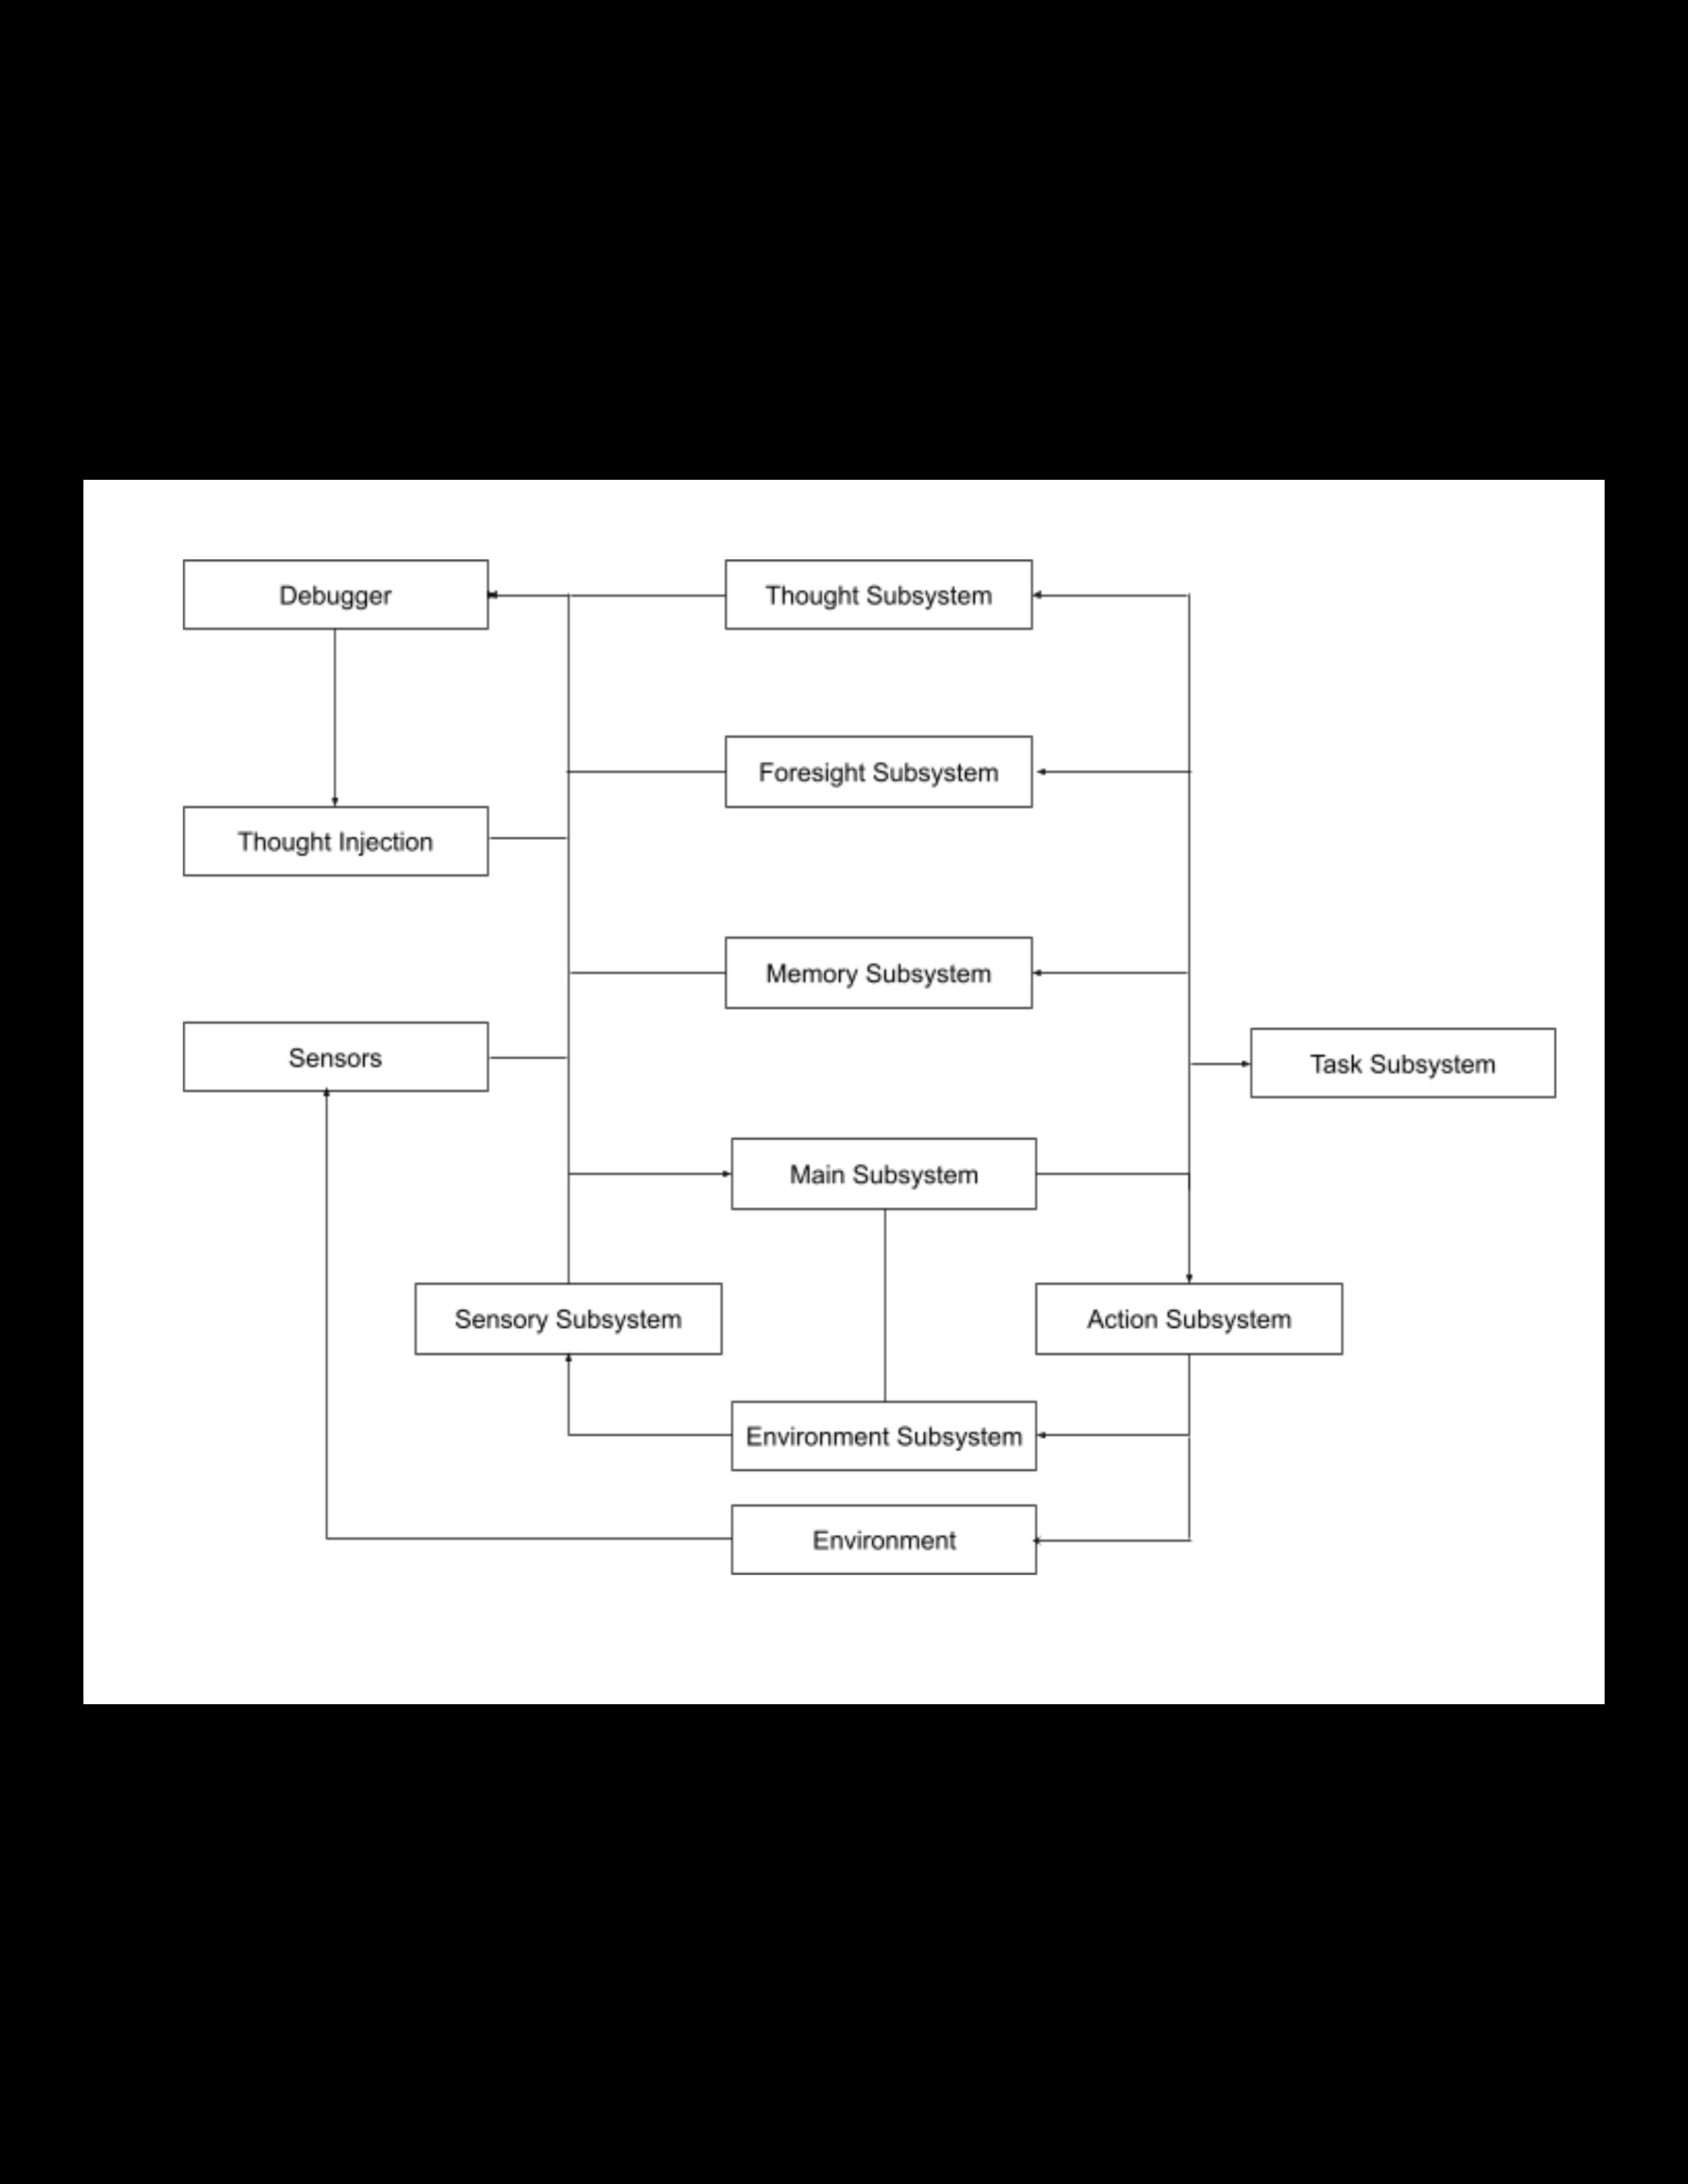 Debugger
Thought Subsystem
Foresight Subsystem
Thought Injection
Memory Subsystem
Sensors
Task Subsystem
Main Subsystem
Sensory Subsystem
Action Subsystem
Environment Subsystem
Environment